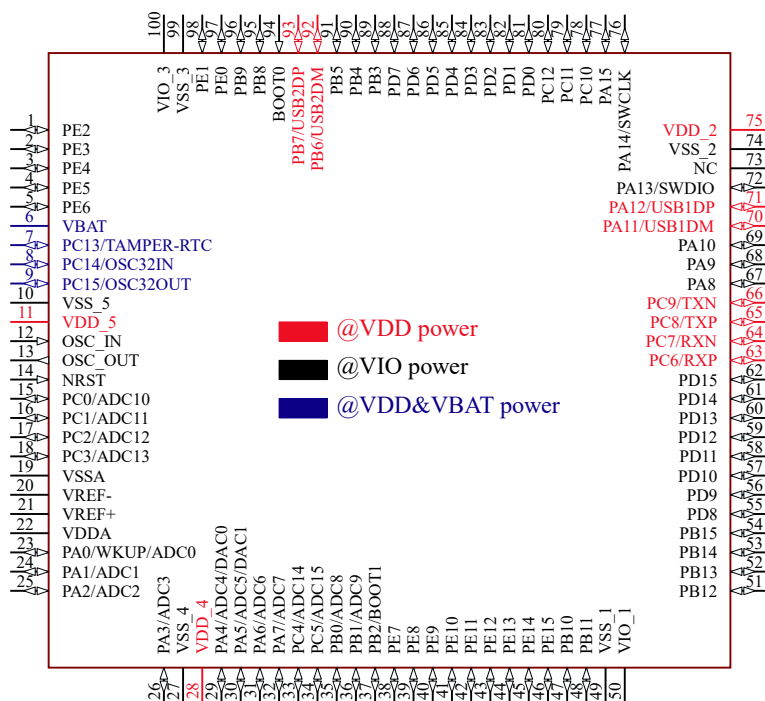 100 VIO_3
99 VSS_3
98 PE1
97 PE0
96 PB9
95 PB8
94 BOOT0
93 PB7/USB2DP
92 PB6/USB2DM
91 PB5
90 PB4
89 PB3
88 PD7
87 PD6
86 PD5
85 PD4
84 PD3
83 PD2
82 PD1
81 PD0
80 PC12
79 PC11
78 PC10
77 PA15
76 PA14/SWCLK
1 PE2
2 PE3
3 PE4
4 PE5
5 PE6
6 VBAT
7 PC13/TAMPER-RTC
8 PC14/OSC32IN
9 PC15/OSC32OUT
10 VSS_5
11 VDD_5
12 OSC_IN
13 OSC_OUT
14 NRST
15 PC0/ADC10
16 PC1/ADC11
17 PC2/ADC12
18 PC3/ADC13
19 VSSA
20 VREF-
21 VREF+
22 VDDA
23 PA0/WKUP/ADC0
24 PA1/ADC1
25 PA2/ADC2
@VDD power
@VIO power
@VDD&VBAT power
VDD_2 75
VSS_2 74
NC 73
PA13/SWDIO 72
PA12/USB1DP 71
PA11/USB1DM 70
PA10 69
PA9 68
PA8 67
PC9/TXN 66
PC8/TXP 65
PC7/RXN 64
PC6/RXP 63
PD15 62
PD14 61
PD13 60
PD12 59
PD11 58
PD10 57
PD9 56
PD8 55
PB15 54
PB14 53
PB13 52
PB12 51
26 PA3/ADC3
27 VSS_4
28 VDD_4
29 PA4/ADC4/DAC0
30 PA5/ADC5/DAC1
31 PA6/ADC6
32 PA7/ADC7
33 PC4/ADC14
34 PC5/ADC15
35 PB0/ADC8
36 PB1/ADC9
37 PB2/BOOT1
38 PE7
39 PE8
40 PE9
41 PE10
42 PE11
43 PE12
44 PE13
45 PE14
46 PE15
47 PB10
48 PB11
49 VSS_1
50 VIO_1